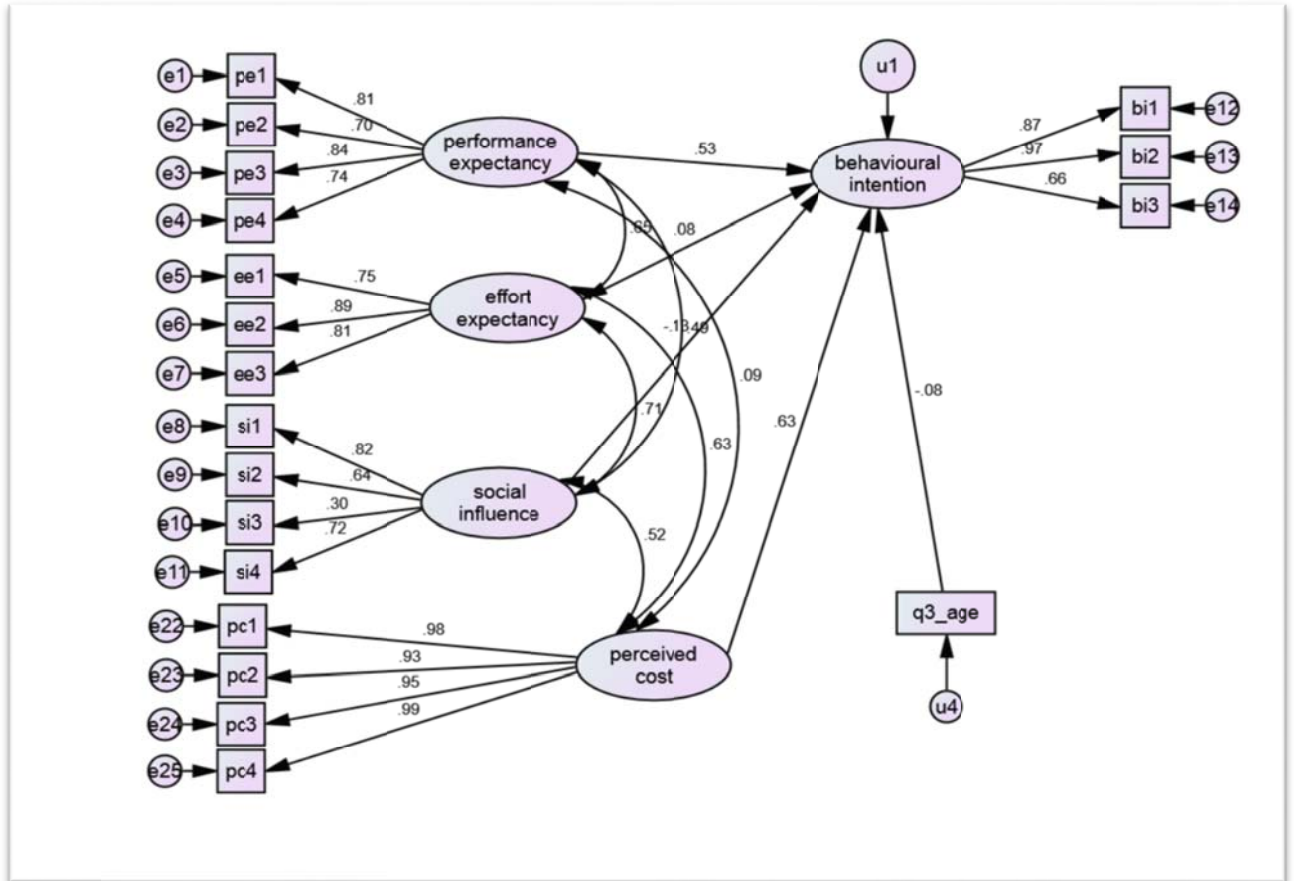 e1 pe1
.81
e2 pe2
.70
e3 pe3
.84
e4 pe4
.74
performance
expectancy
.53
u1
behavioural
intention
.87
bi1 e12
.97
bi2 e13
.66
bi3 e14
e5 ee1
.75
e6 ee2
.89
e7 ee3
.81
effort
expectancy
.65
.08
-.13
.49
.09
.71
.63
.63
-.08
e8 si1
.82
e9 si2
.64
e10 si3
.30
e11 si4
.72
social
influence
.52
e22 pc1
.98
e23 pc2
.93
e24 pc3
.95
e25 pc4
.99
perceived
cost
q3_age
u4